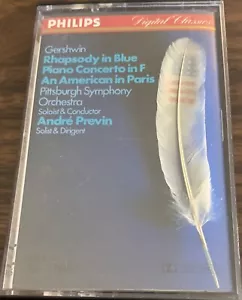 PHILIPS
Digital Classics
Gershwin
Rhapsody in Blue
Piano Concerto in F
An American in Paris
Pittsburgh Symphony
Orchestra
Soloist & Conductor
André Previn
Solist & Dirigent